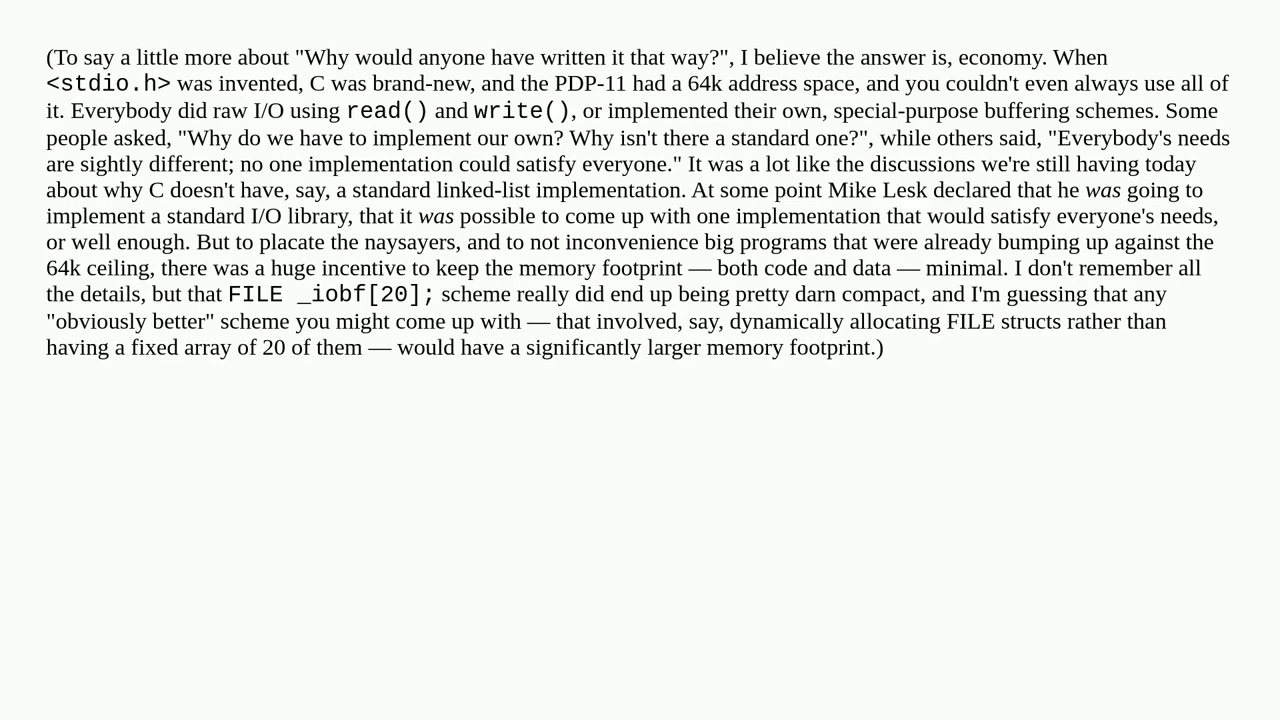 (To say a little more about "Why would anyone have written it that way?", I believe the answer is, economy. When
<stdio.h> was invented, C was brand-new, and the PDP-11 had a 64k address space, and you couldn't even always use all of
it. Everybody did raw I/O using read() and write(), or implemented their own, special-purpose buffering schemes. Some
people asked, "Why do we have to implement our own? Why isn't there a standard one?", while others said, "Everybody's needs
are sightly different; no one implementation could satisfy everyone." It was a lot like the discussions we're still having today
about why C doesn't have, say, a standard linked-list implementation. At some point Mike Lesk declared that he was going to
implement a standard I/O library, that it was possible to come up with one implementation that would satisfy everyone's needs,
or well enough. But to placate the naysayers, and to not inconvenience big programs that were already bumping up against the
64k ceiling, there was a huge incentive to keep the memory footprint — both code and data — minimal. I don't remember all
the details, but that FILE _iobf[20]; scheme really did end up being pretty darn compact, and I'm guessing that any
"obviously better" scheme you might come up with — that involved, say, dynamically allocating FILE structs rather than
having a fixed array of 20 of them — would have a significantly larger memory footprint.)